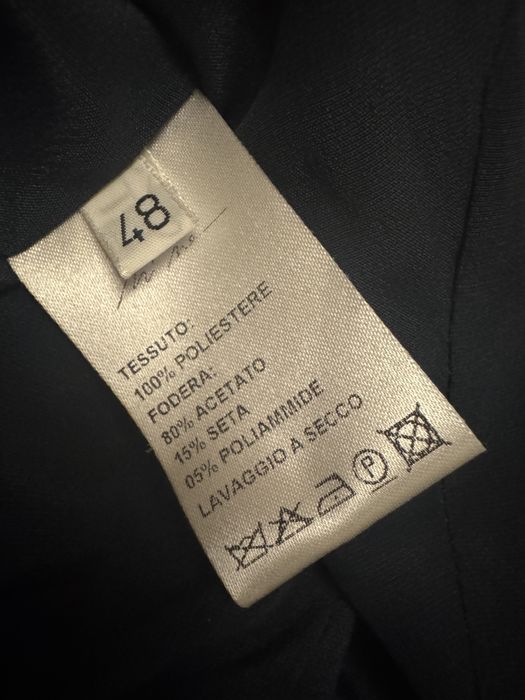 48
TESSUTO:
100% POLIESTERE
FODERA:
80% ACETATO
15% SETA
05% POLIAMMIDE
LAVAGGIO A SECCO
P